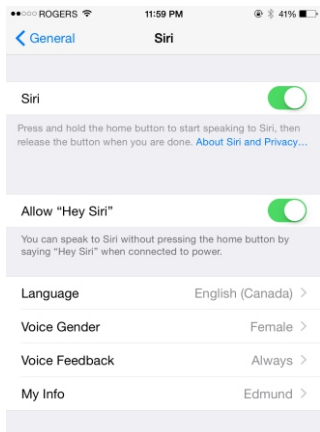 ROGERS 11:59 PM 41%
General Siri
Siri
Press and hold the home button to start speaking to Siri, then
release the button when you are done. About Siri and Privacy...
Allow “Hey Siri”
You can speak to Siri without pressing the home button by
saying “Hey Siri” when connected to power.
Language English (Canada)
Voice Gender Female
Voice Feedback Always
My Info Edmund